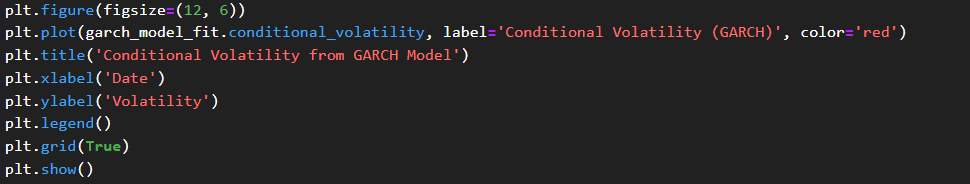 plt.figure(figsize=(12, 6))
plt.plot(garch_model_fit.conditional_volatility, label='Conditional Volatility (GARCH)', color='red')
plt.title('Conditional Volatility from GARCH Model')
plt.xlabel('Date')
plt.ylabel('Volatility')
plt.legend()
plt.grid(True)
plt.show()